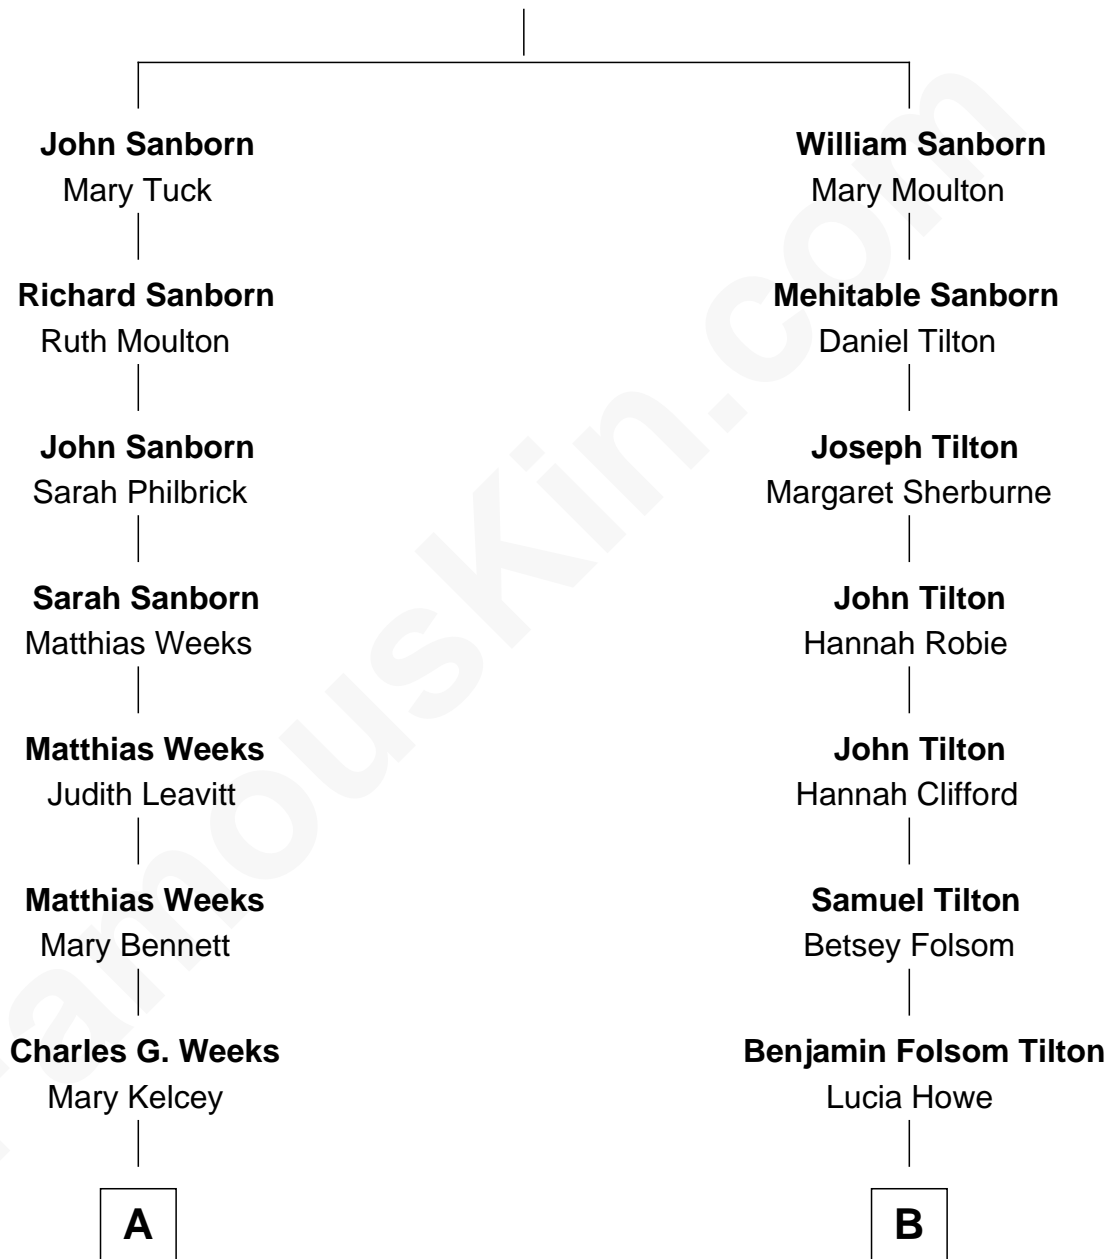 John Sanborn
Mary Tuck
William Sanborn
Mary Moulton
Richard Sanborn
Ruth Moulton
Mehitable Sanborn
Daniel Tilton
John Sanborn
Sarah Philbrick
Joseph Tilton
Margaret Sherburne
Sarah Sanborn
Matthias Weeks
John Tilton
Hannah Robie
Matthias Weeks
Judith Leavitt
John Tilton
Hannah Clifford
Matthias Weeks
Mary Bennett
Samuel Tilton
Betsey Folsom
Charles G. Weeks
Mary Kelcey
Benjamin Folsom Tilton
Lucia Howe
A
B
FamousKin.com